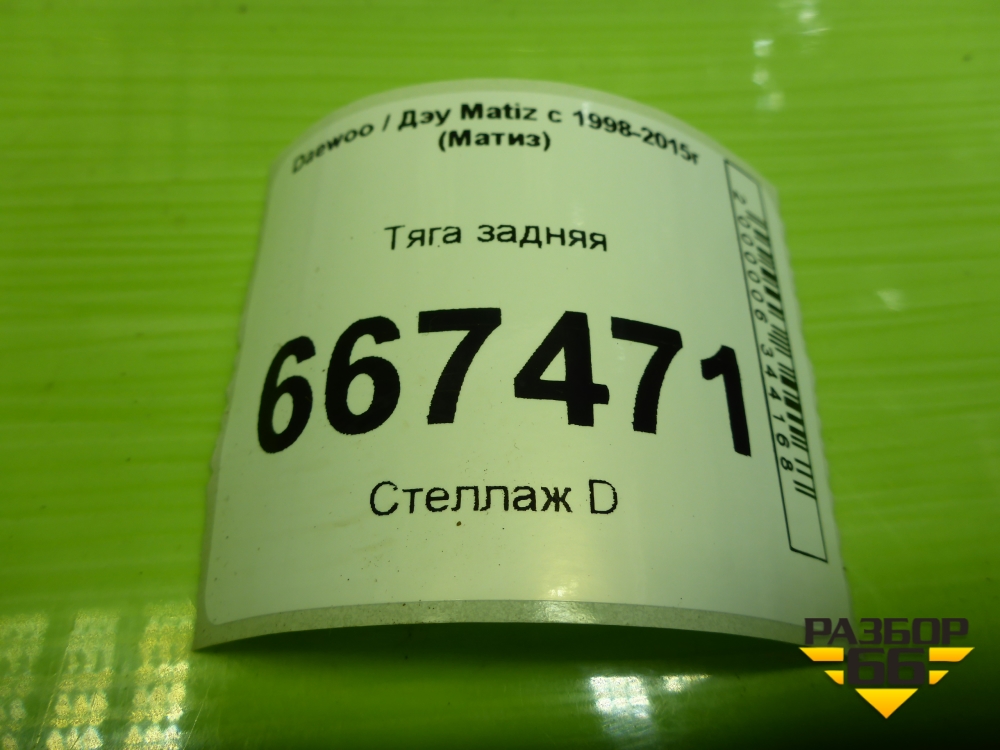 Daewoo / Дэу Matiz с 1998-2015г
(Матиз)
Тяга задняя
667471
Стеллаж D
2000006344168
РАЗБОР
66